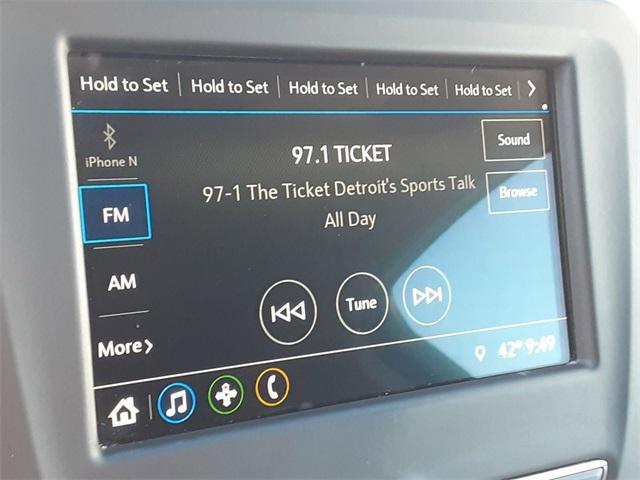 Hold to Set Hold to Set Hold to Set Hold to Set Hold to Set >
iPhone N
97.1 TICKET
Sound
FM
97-1 The Ticket Detroit's Sports Talk
All Day
Browse
AM
Tune
More >
42° 9:49